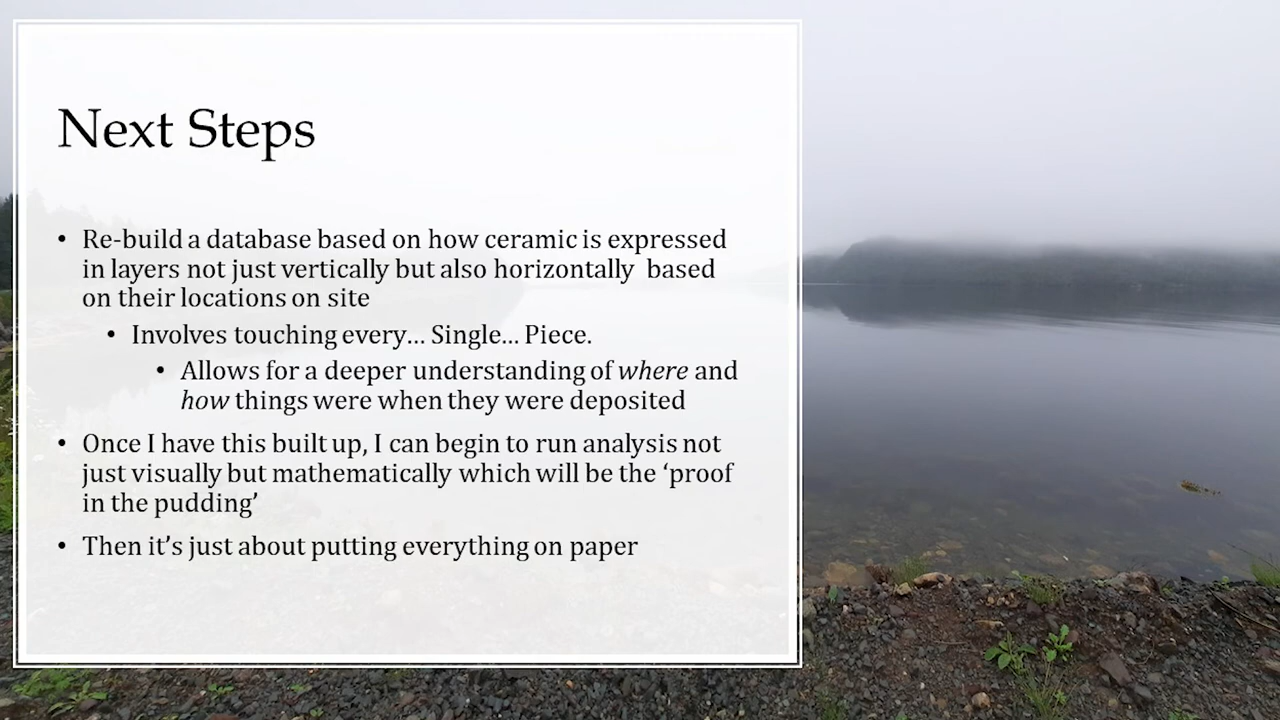 Next Steps
• Re-build a database based on how ceramic is expressed
in layers not just vertically but also horizontally based
on their locations on site
• Involves touching every... Single... Piece.
• Allows for a deeper understanding of where and
how things were when they were deposited
• Once I have this built up, I can begin to run analysis not
just visually but mathematically which will be the ‘proof
in the pudding’
• Then it’s just about putting everything on paper